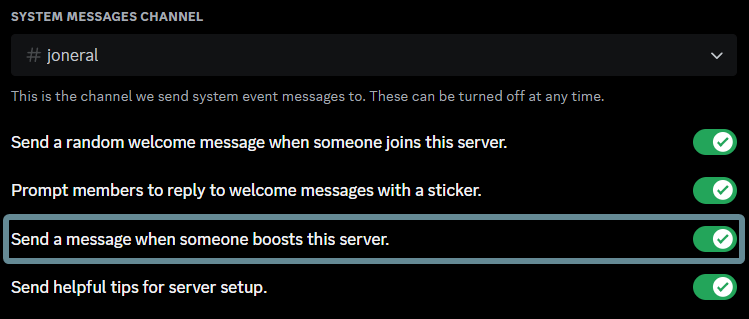 SYSTEM MESSAGES CHANNEL
# joneral
This is the channel we send system event messages to. These can be turned off at any time.
Send a random welcome message when someone joins this server.
Prompt members to reply to welcome messages with a sticker.
Send a message when someone boosts this server.
Send helpful tips for server setup.